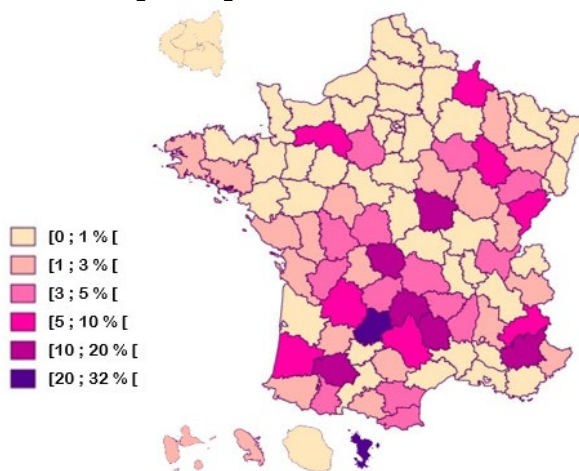 [0 ; 1 % [
[1 ; 3 % [
[3 ; 5 % [
[5 ; 10 % [
[10 ; 20 % [
[20 ; 32 % [